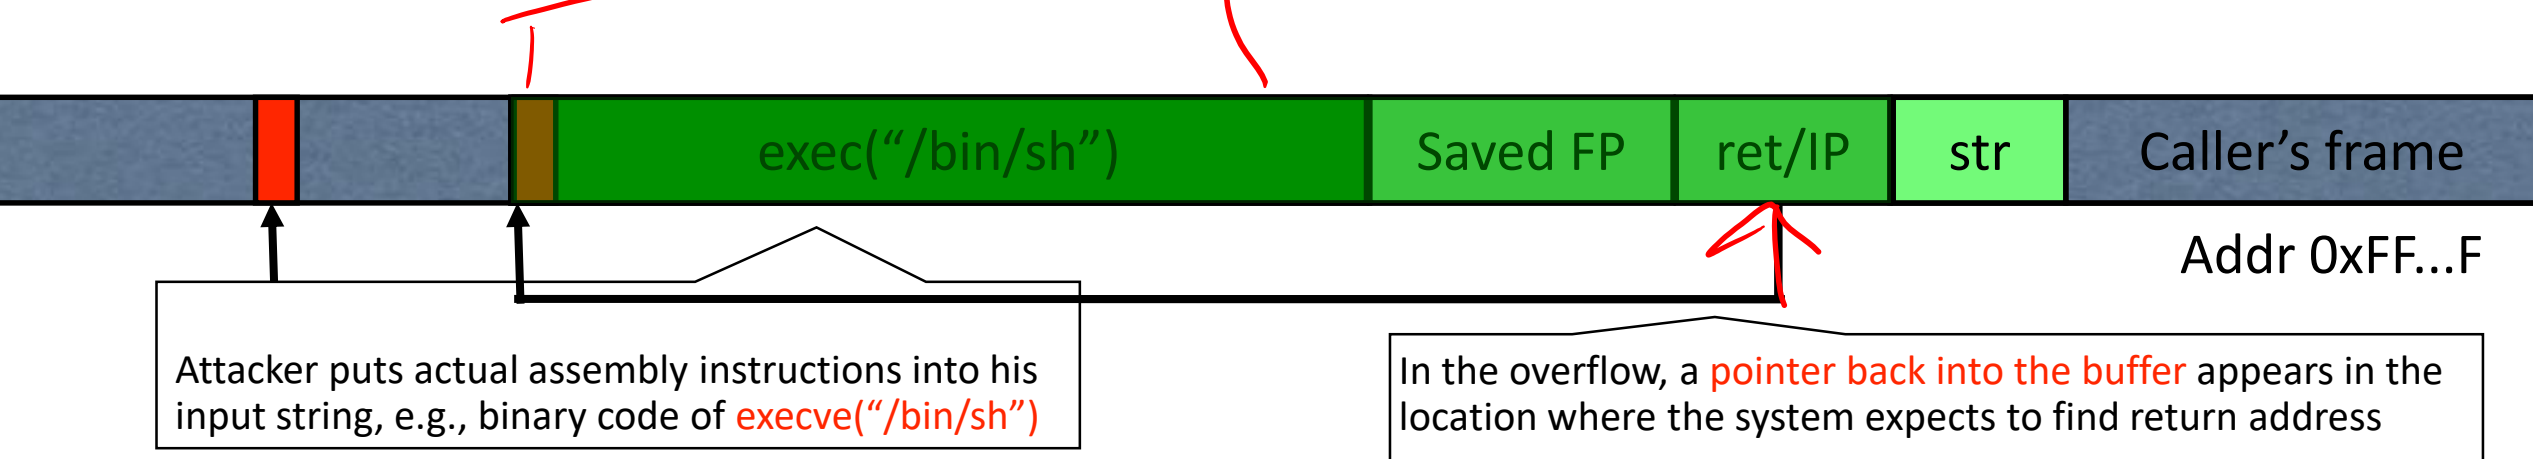 exec(“/bin/sh”)
Saved FP
ret/IP
str
Caller’s frame
Addr 0xFF...F
Attacker puts actual assembly instructions into his
input string, e.g., binary code of execve(“/bin/sh”)
In the overflow, a pointer back into the buffer appears in the
location where the system expects to find return address